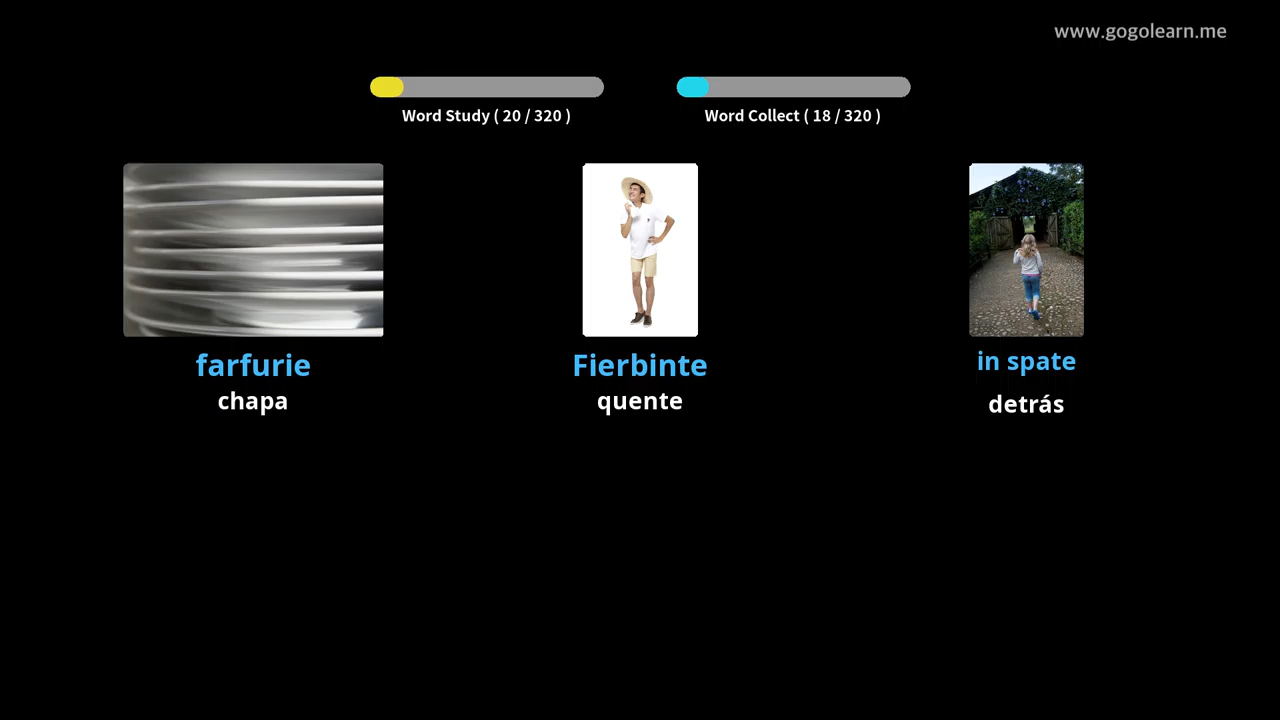 www.gogolearn.me
Word Study ( 20 / 320 )
Word Collect ( 18 / 320 )
farfurie
chapa
Fierbinte
quente
in spate
detrás